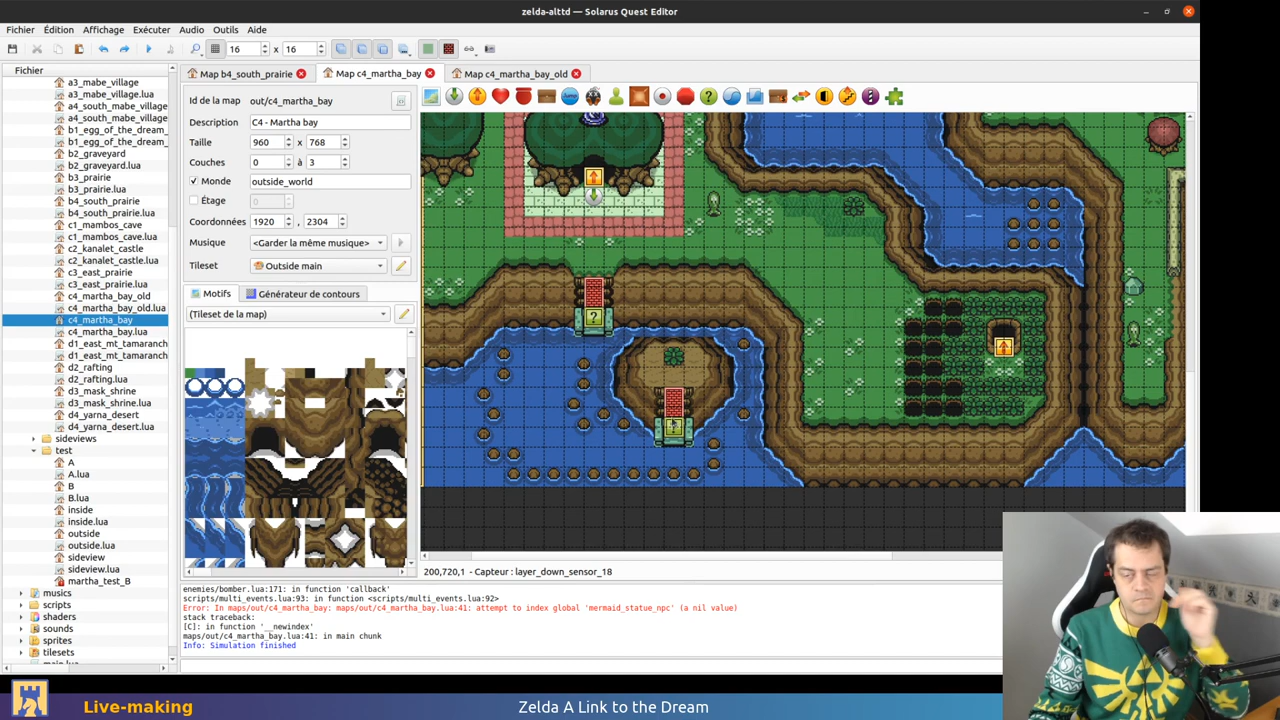 zelda-alttd — Solarus Quest Editor
Fichier Édition Affichage Exécuter Audio Outils Aide
16 x 16
Fichier
a3_mabe_village
a3_mabe_village.lua
a4_south_mabe_village
a4_south_mabe_village.
b1_egg_of_the_dream_
b1_egg_of_the_dream_
b2_graveyard
b2_graveyard.lua
b3_prairie
b3_prairie.lua
b4_south_prairie
b4_south_prairie.lua
c1_mambos_cave
c1_mambos_cave.lua
c2_kanalet_castle
c2_kanalet_castle.lua
c3_east_prairie
c3_east_prairie.lua
c4_martha_bay_old
c4_martha_bay_old.lua
c4_martha_bay
c4_martha_bay.lua
d1_east_mt_tamaranch
d1_east_mt_tamaranch
d2_rafting
d2_rafting.lua
d3_mask_shrine
d3_mask_shrine.lua
d4_yarna_desert
d4_yarna_desert.lua
sideviews
test
A
A.lua
B
B.lua
inside
inside.lua
outside
outside.lua
sideview
sideview.lua
martha_test_B
musics
scripts
shaders
sounds
sprites
tilesets
main.lua
Map b4_south_prairie Map c4_martha_bay Map c4_martha_bay_old
Id de la map out/c4_martha_bay
Description C4 - Martha bay
Taille 960 x 768
Couches 0 à 3
Monde outside_world
Étage 0
Coordonnées 1920 , 2304
Musique <Garder la même musique>
Tileset Outside main
Motifs Générateur de contours
(Tileset de la map)
200,720,1 - Capteur : layer_down_sensor_18
enemies/bomber.lua:171: in function 'callback'
scripts/multi_events.lua:93: in function <scripts/multi_events.lua:92>
Error: In maps/out/c4_martha_bay: maps/out/c4_martha_bay.lua:41: attempt to index global 'mermaid_statue_npc' (a nil value)
stack traceback:
[C]: in function '__newindex'
maps/out/c4_martha_bay.lua:41: in main chunk
Info: Simulation finished
Live-making
Zelda A Link to the Dream